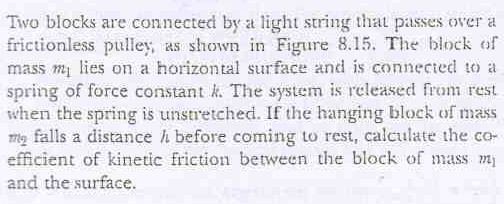 Two blocks are connected by a light string that passes over a
frictionless pulley, as shown in Figure 8.15. The block of
mass m₁ lies on a horizontal surface and is connected to a
spring of force constant k. The system is released from rest
when the spring is unstretched. If the hanging block of mass
m₂ falls a distance h before coming to rest, calculate the co-
efficient of kinetic friction between the block of mass m₁
and the surface.